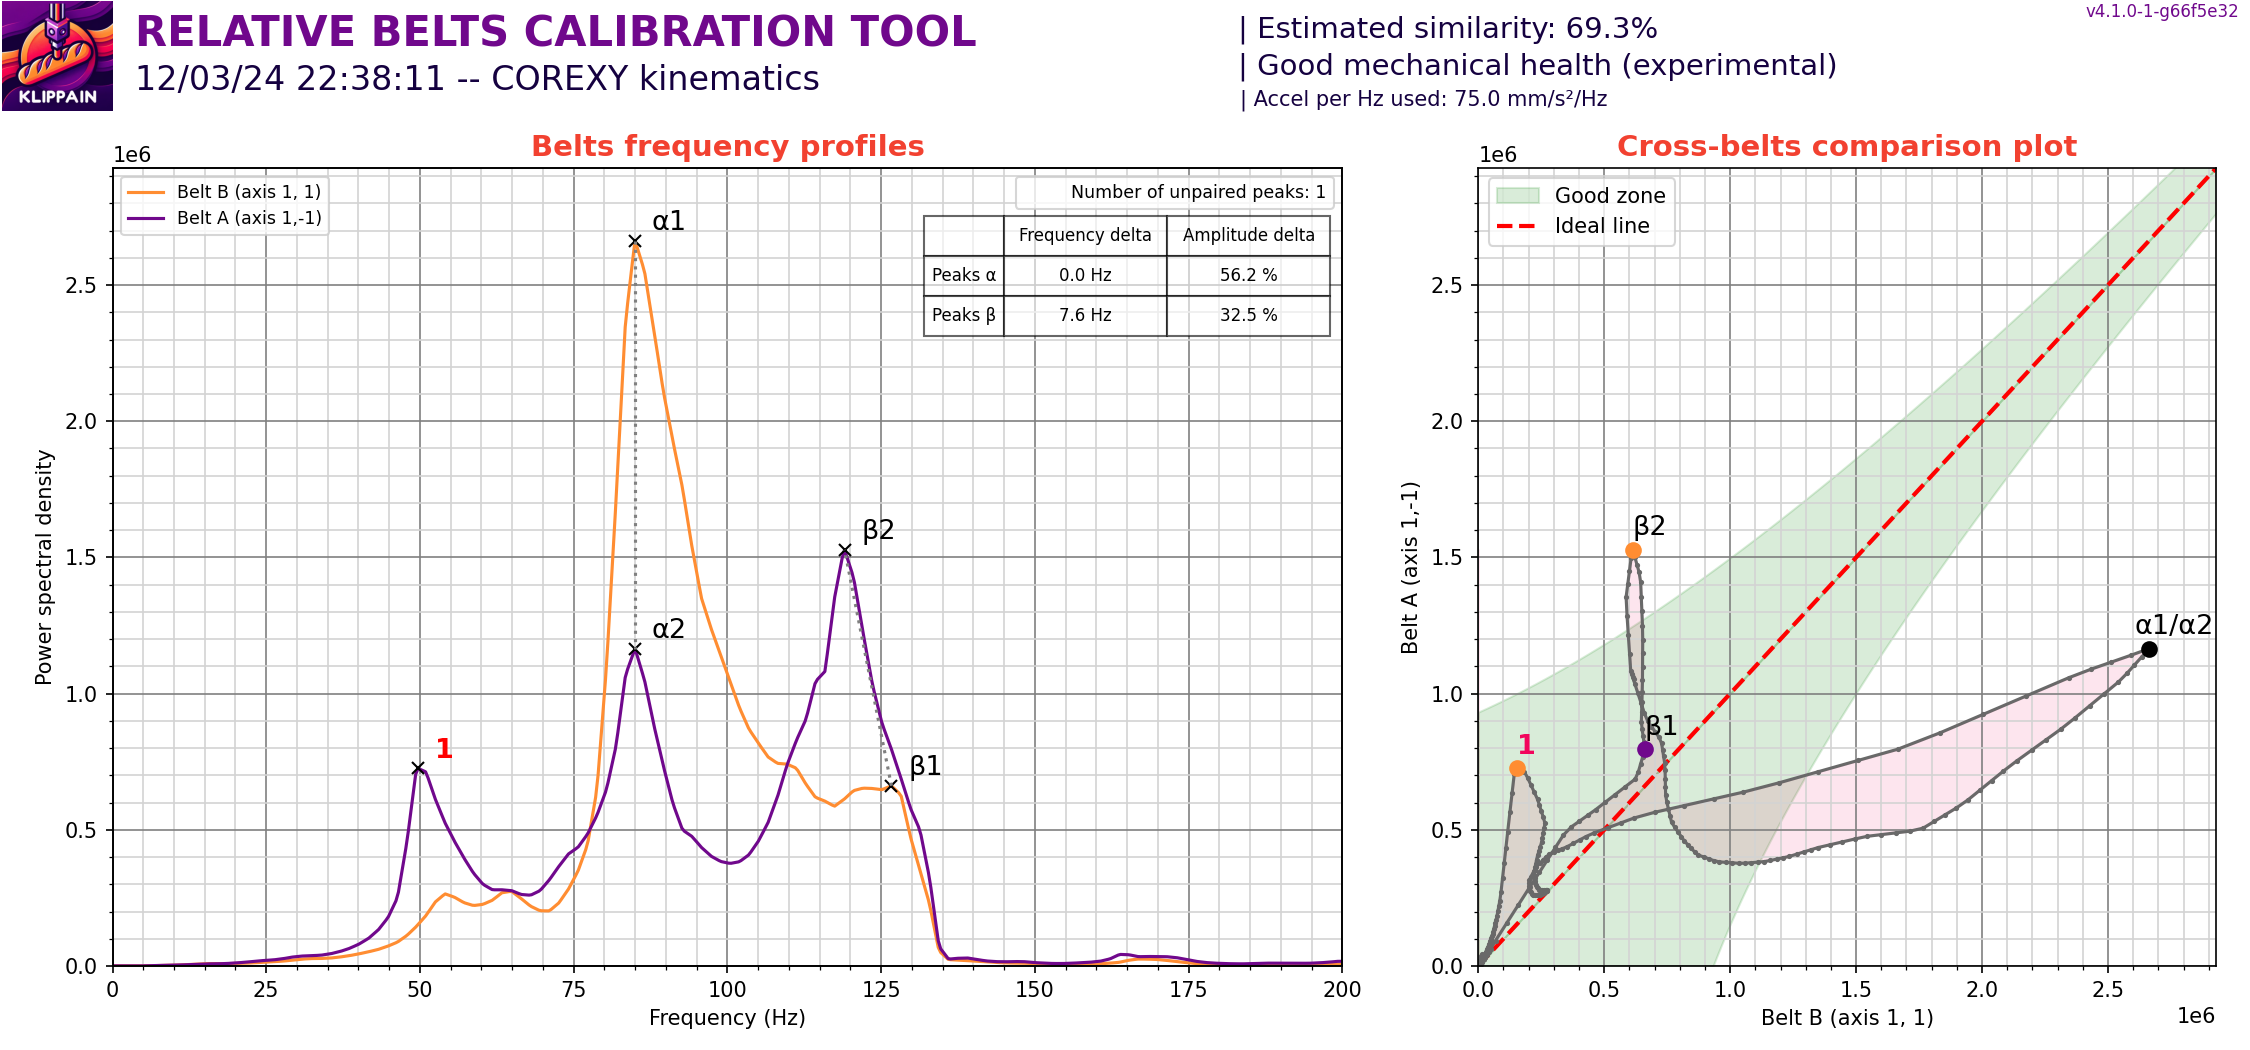 KLIPPAIN
RELATIVE BELTS CALIBRATION TOOL
12/03/24 22:38:11 -- COREXY kinematics
| Estimated similarity: 69.3%
| Good mechanical health (experimental)
| Accel per Hz used: 75.0 mm/s²/Hz
v4.1.0-1-g66f5e32
Belts frequency profiles
1e6
Belt B (axis 1, 1)
Belt A (axis 1,-1)
Number of unpaired peaks: 1
Frequency delta Amplitude delta
Peaks α 0.0 Hz 56.2 %
Peaks β 7.6 Hz 32.5 %
α1
α2
β2
β1
1
Power spectral density
2.5
2.0
1.5
1.0
0.5
0.0
0 25 50 75 100 125 150 175 200
Frequency (Hz)
Cross-belts comparison plot
1e6
Good zone
Ideal line
β2
α1/α2
β1
1
Belt A (axis 1,-1)
2.5
2.0
1.5
1.0
0.5
0.0
0.0 0.5 1.0 1.5 2.0 2.5
Belt B (axis 1, 1)
1e6